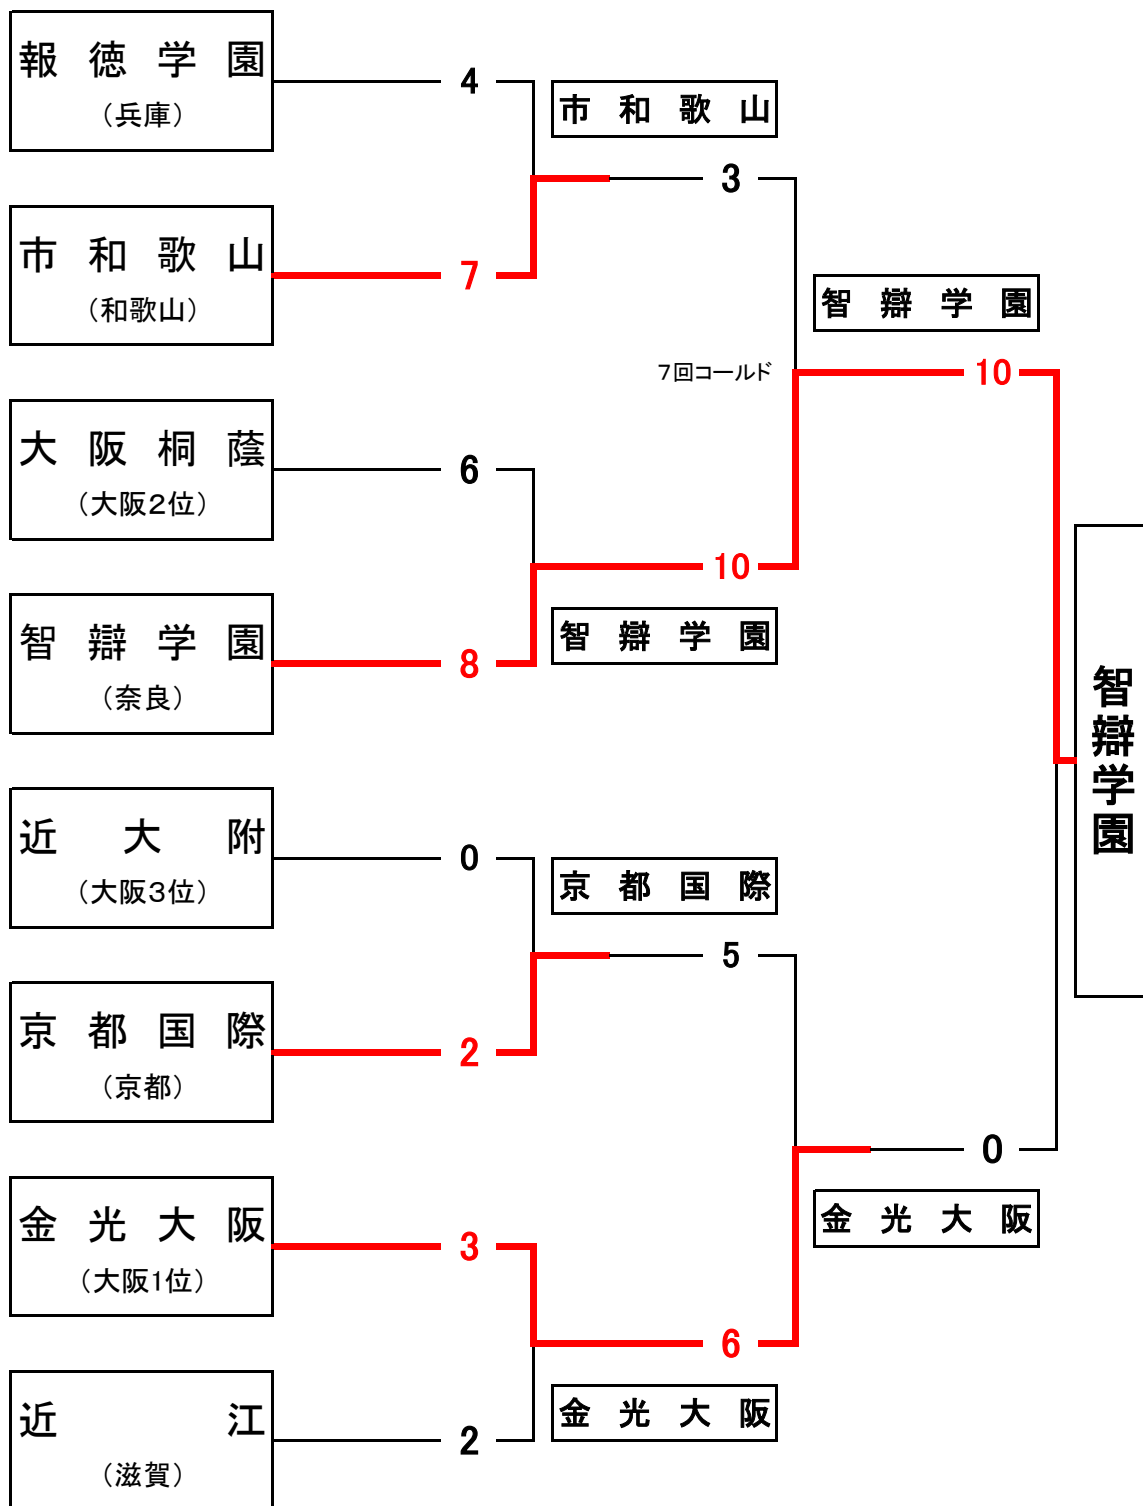 報徳学園
（兵庫）
4
市和歌山
3
市和歌山
（和歌山）
7
智辯学園
7回コールド
10
大阪桐蔭
（大阪2位）
6
10
智辯学園
（奈良）
8
智辯学園
智辯学園
近大附
（大阪3位）
0
京都国際
5
京都国際
（京都）
2
0
金光大阪
金光大阪
（大阪1位）
3
6
金光大阪
近江
（滋賀）
2